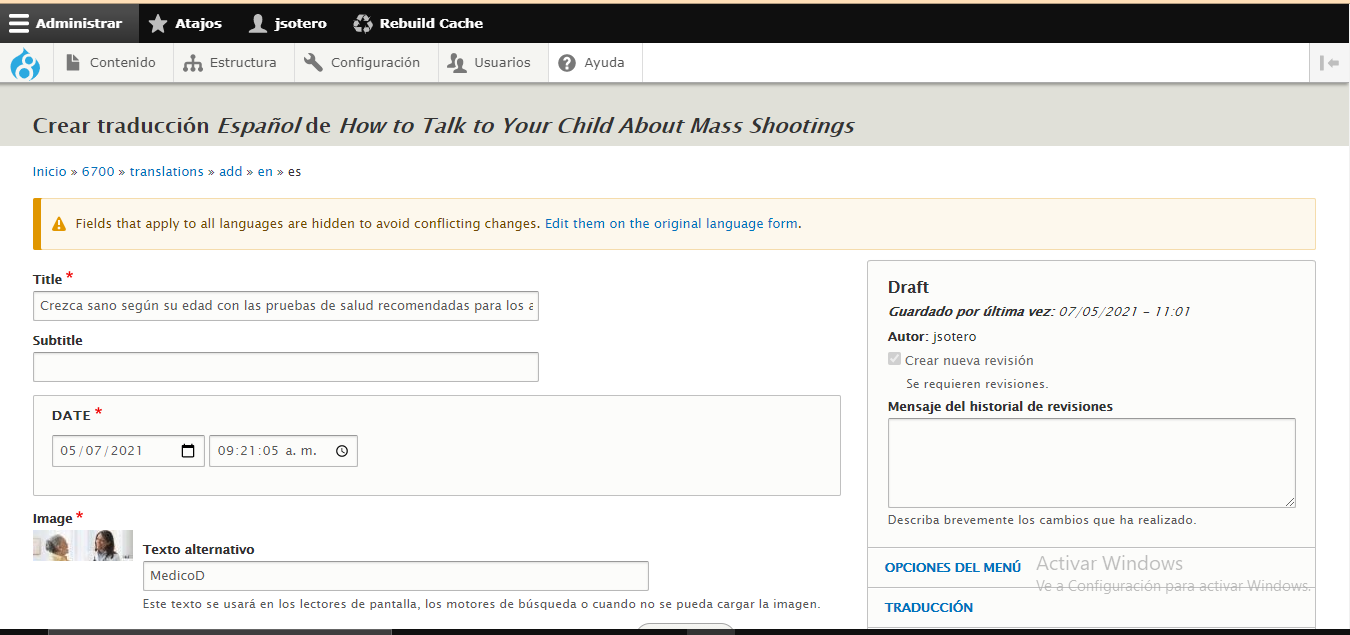 Administrar Atajos jsotero Rebuild Cache
Contenido Estructura Configuración Usuarios Ayuda
Crear traducción Español de How to Talk to Your Child About Mass Shootings
Inicio » 6700 » translations » add » en » es
Fields that apply to all languages are hidden to avoid conflicting changes. Edit them on the original language form.
Title *
Crezca sano según su edad con las pruebas de salud recomendadas para los
Subtitle
DATE *
05/07/2021 09:21:05 a. m.
Image *
Texto alternativo
MedicoD
Este texto se usará en los lectores de pantalla, los motores de búsqueda o cuando no se pueda cargar la imagen.
Draft
Guardado por última vez: 07/05/2021 - 11:01
Autor: jsotero
Crear nueva revisión
Se requieren revisiones.
Mensaje del historial de revisiones
Describa brevemente los cambios que ha realizado.
OPCIONES DEL MENÚ
TRADUCCIÓN
Activar Windows
Ve a Configuración para activar Windows.